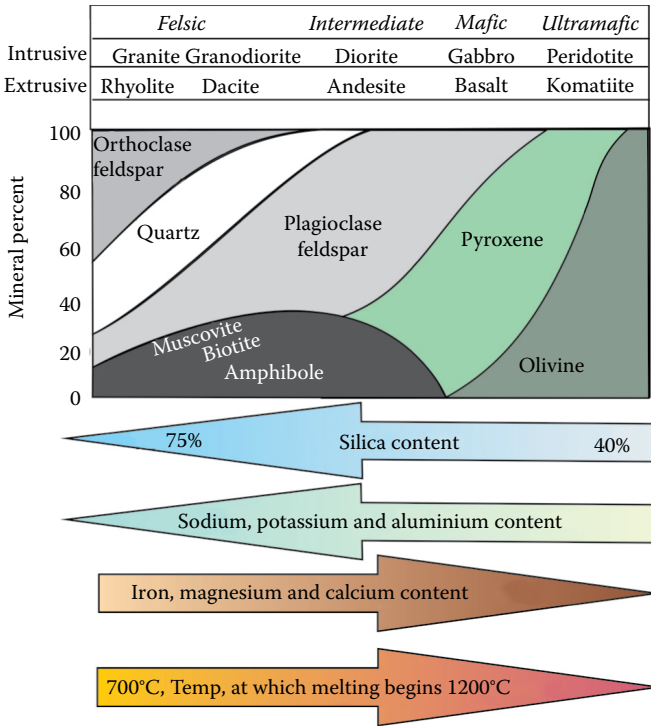 Felsic Intermediate Mafic Ultramafic
Intrusive Granite Granodiorite Diorite Gabbro Peridotite
Extrusive Rhyolite Dacite Andesite Basalt Komatiite
Mineral percent
100
80
60
40
20
0
Orthoclase
feldspar
Quartz
Plagioclase
feldspar
Pyroxene
Muscovite
Biotite
Amphibole
Olivine
75% Silica content 40%
Sodium, potassium and aluminium content
Iron, magnesium and calcium content
700°C, Temp, at which melting begins 1200°C